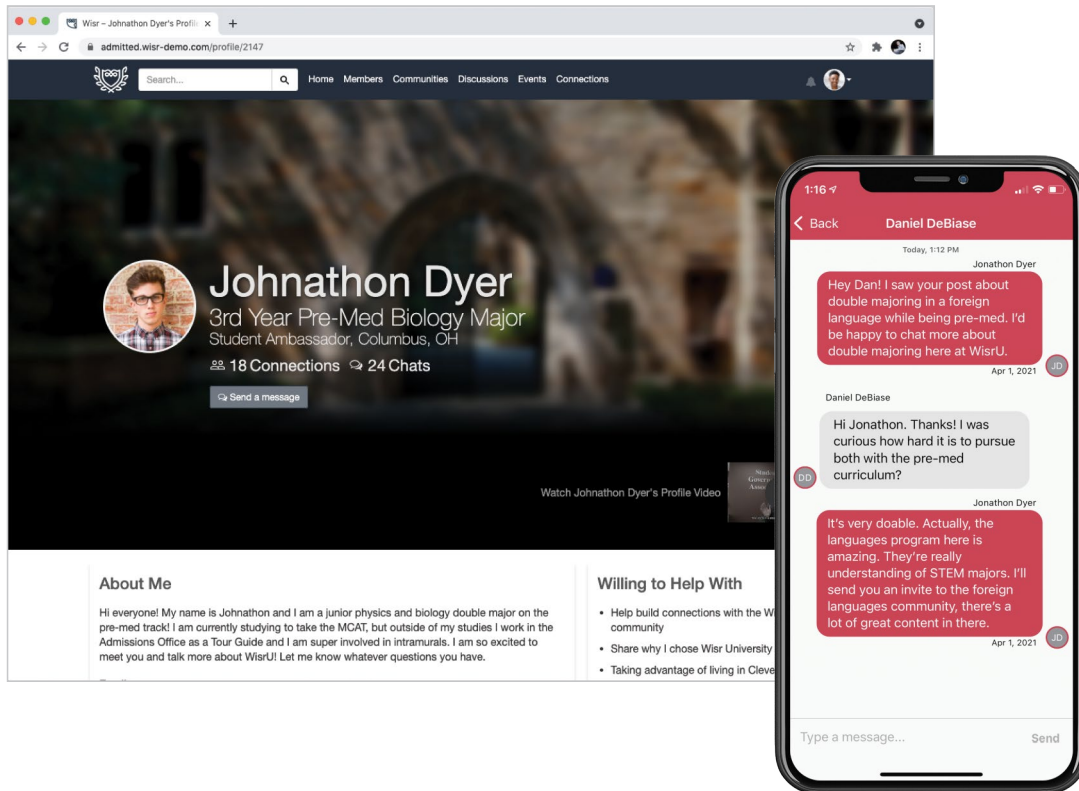 Wisr – Johnathon Dyer's Profil
admitted.wisr-demo.com/profile/2147
Search...
Home Members Communities Discussions Events Connections
Johnathon Dyer
3rd Year Pre-Med Biology Major
Student Ambassador, Columbus, OH
18 Connections 24 Chats
Send a message
Watch Johnathon Dyer's Profile Video
About Me
Hi everyone! My name is Johnathon and I am a junior physics and biology double major on the
pre-med track! I am currently studying to take the MCAT, but outside of my studies I work in the
Admissions Office as a Tour Guide and I am super involved in intramurals. I am so excited to
meet you and talk more about WisrU! Let me know whatever questions you have.
Willing to Help With
• Help build connections with the W
community
• Share why I chose Wisr University
• Taking advantage of living in Cleve
1:16
Back Daniel DeBiase
Today, 1:12 PM
Jonathon Dyer
Hey Dan! I saw your post about
double majoring in a foreign
language while being pre-med. I'd
be happy to chat more about
double majoring here at WisrU.
JD
Apr 1, 2021
Daniel DeBiase
Hi Jonathon. Thanks! I was
curious how hard it is to pursue
both with the pre-med
curriculum?
DD
Jonathon Dyer
It's very doable. Actually, the
languages program here is
amazing. They're really
understanding of STEM majors. I'll
send you an invite to the foreign
languages community, there's a
lot of great content in there.
JD
Apr 1, 2021
Type a message... Send